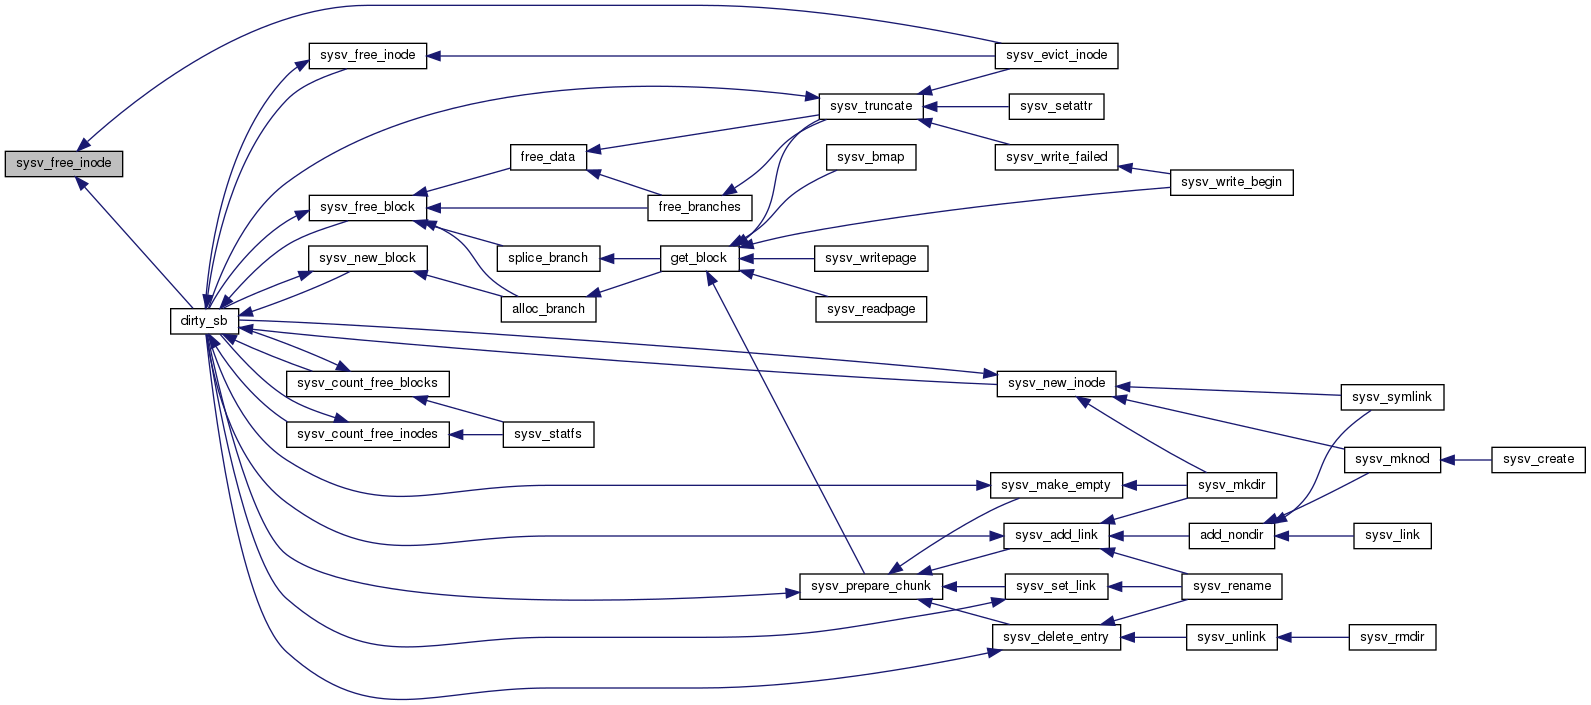 sysv_free_inode
sysv_evict_inode
sysv_truncate
sysv_setattr
free_data
sysv_bmap
sysv_write_failed
sysv_free_inode
sysv_write_begin
sysv_free_block
free_branches
sysv_new_block
splice_branch
get_block
sysv_writepage
alloc_branch
sysv_readpage
dirty_sb
sysv_count_free_blocks
sysv_new_inode
sysv_symlink
sysv_count_free_inodes
sysv_statfs
sysv_mknod
sysv_create
sysv_make_empty
sysv_mkdir
sysv_add_link
add_nondir
sysv_link
sysv_prepare_chunk
sysv_set_link
sysv_rename
sysv_delete_entry
sysv_unlink
sysv_rmdir